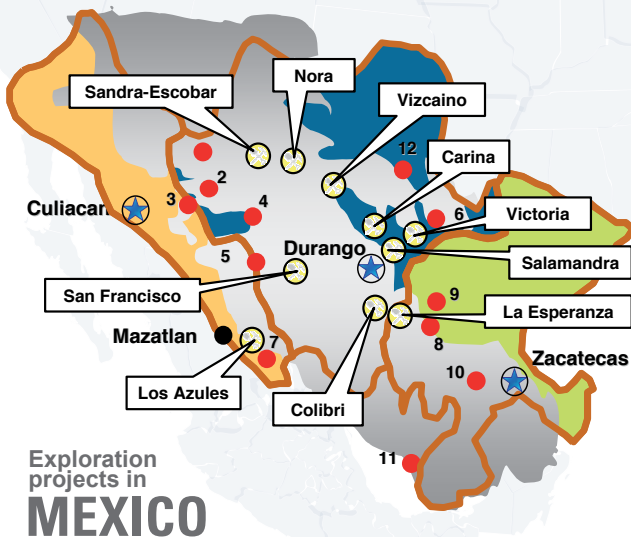 Nora
Sandra-Escobar
Vizcaino
12
Carina
2
3
4
Culiacan
6
Victoria
Durango
5
Salamandra
San Francisco
9
La Esperanza
Mazatlan
8
7
Zacatecas
10
Los Azules
Colibri
11
Exploration
projects in
MEXICO